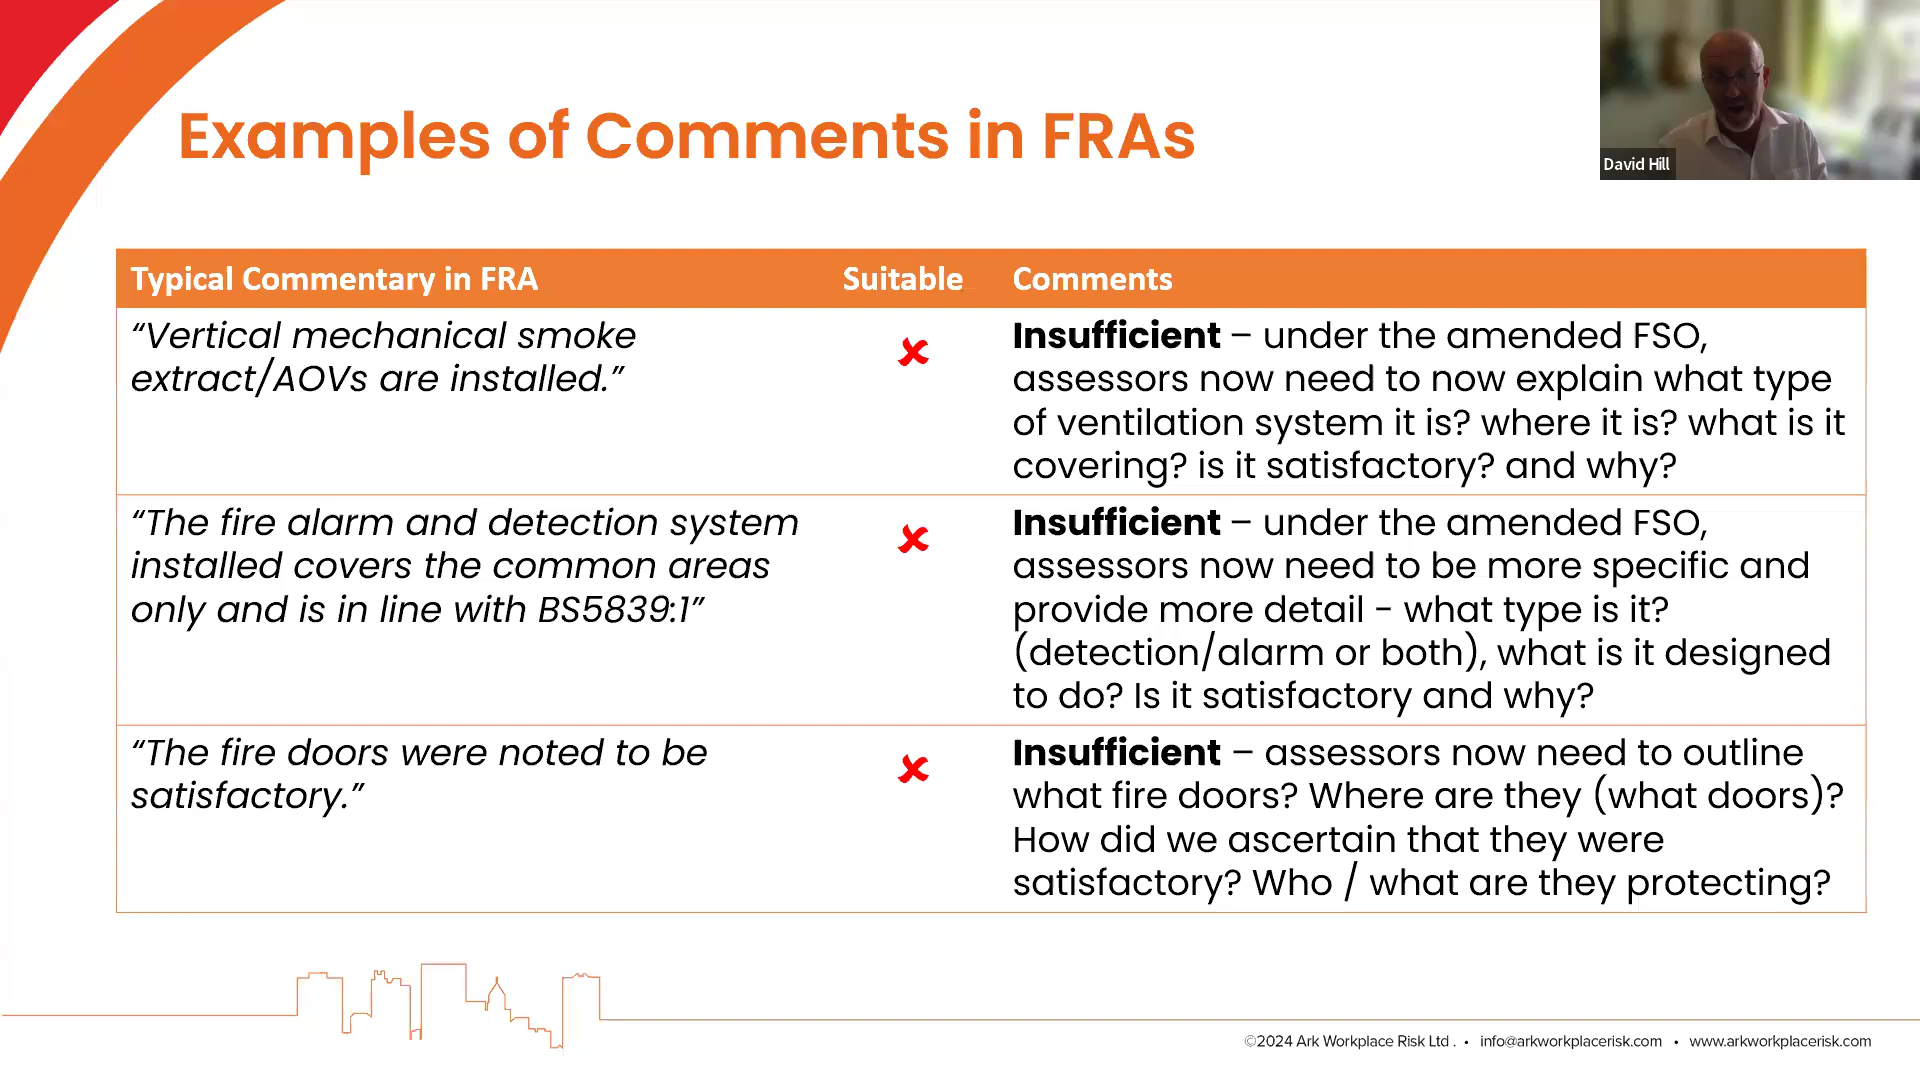 Examples of Comments in FRAs
David Hill
Typical Commentary in FRA
Suitable
Comments
“Vertical mechanical smoke
extract/AOVs are installed.”
✘
Insufficient – under the amended FSO,
assessors now need to now explain what type
of ventilation system it is? where it is? what is it
covering? is it satisfactory? and why?
“The fire alarm and detection system
installed covers the common areas
only and is in line with BS5839:1”
✘
Insufficient – under the amended FSO,
assessors now need to be more specific and
provide more detail - what type is it?
(detection/alarm or both), what is it designed
to do? Is it satisfactory and why?
“The fire doors were noted to be
satisfactory.”
✘
Insufficient – assessors now need to outline
what fire doors? Where are they (what doors)?
How did we ascertain that they were
satisfactory? Who / what are they protecting?
©2024 Ark Workplace Risk Ltd . • info@arkworkplacerisk.com • www.arkworkplacerisk.com